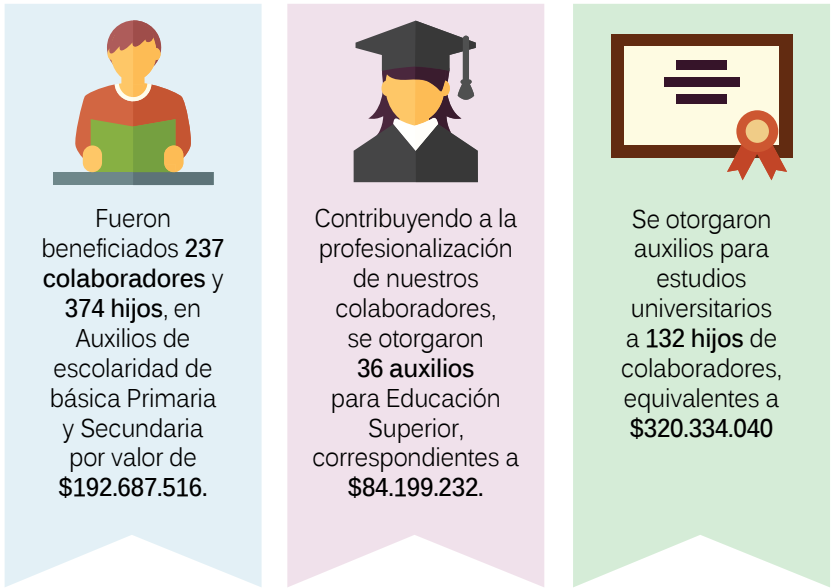 Fueron
beneficiados 237
colaboradores y
374 hijos, en
Auxilios de
escolaridad de
básica Primaria
y Secundaria
por valor de
$192.687.516.
Contribuyendo a la
profesionalización
de nuestros
colaboradores,
se otorgaron
36 auxilios
para Educación
Superior,
correspondientes a
$84.199.232.
Se otorgaron
auxilios para
estudios
universitarios
a 132 hijos de
colaboradores,
equivalentes a
$320.334.040